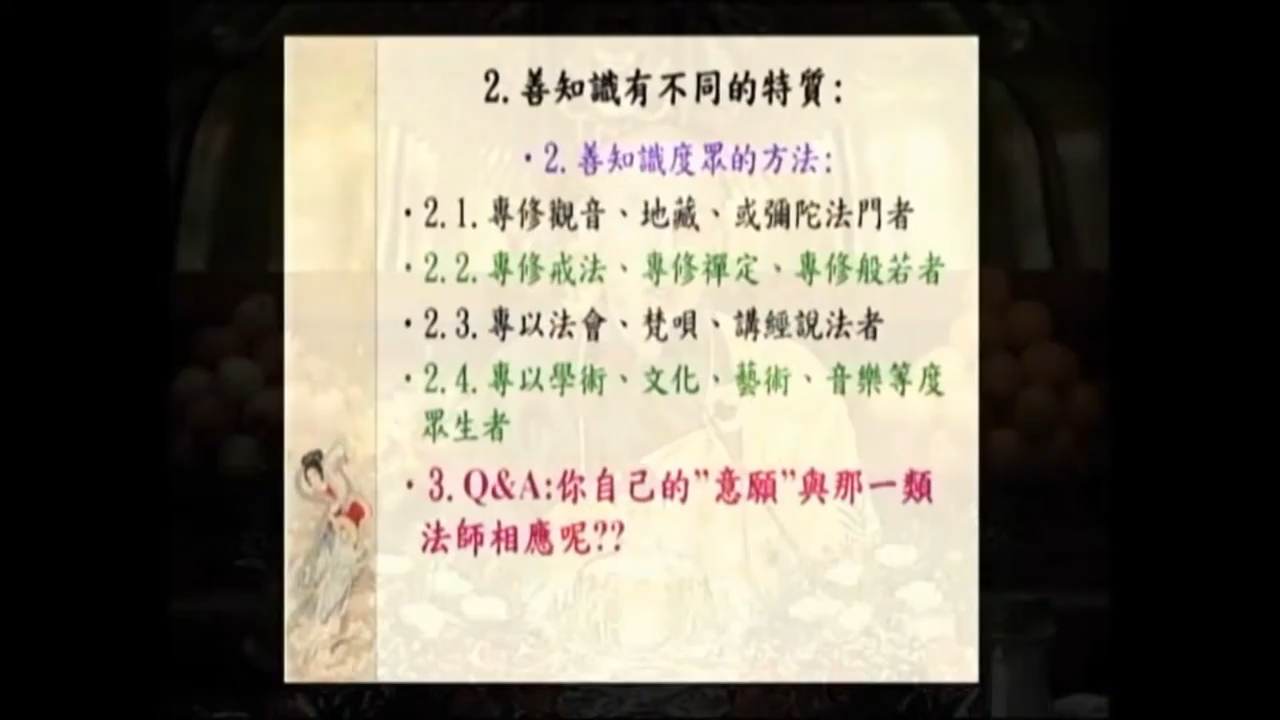 2.善知識有不同的特質:
•2.善知識度眾的方法:
•2.1.專修觀音、地藏、或彌陀法門者
•2.2.專修戒法、專修禪定、專修般若者
•2.3.專以法會、梵唄、講經說法者
•2.4.專以學術、文化、藝術、音樂等度
眾生者
•3.Q&A:你自己的"意願"與那一類
法師相應呢??